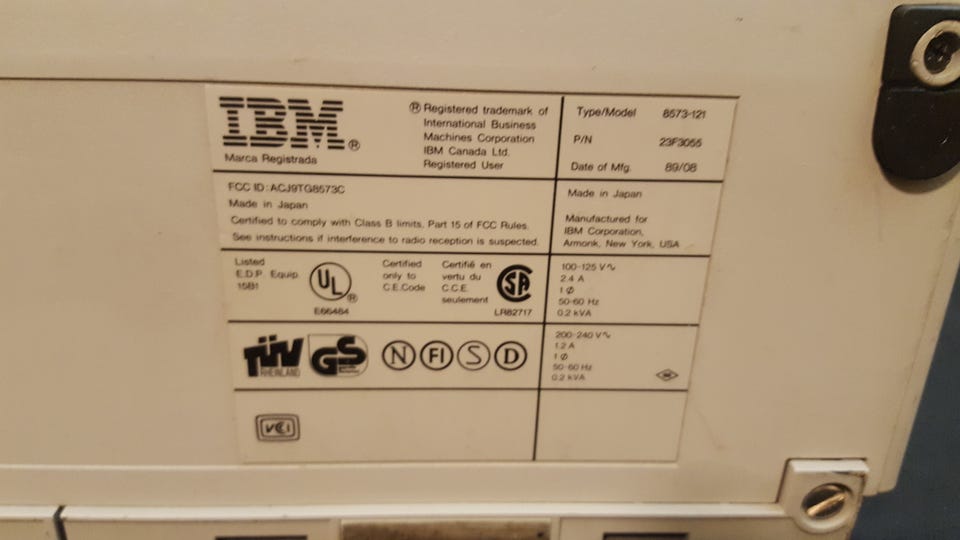 IBM ®
Marca Registrada
® Registered trademark of
International Business
Machines Corporation
IBM Canada Ltd.
Registered User
Type/Model 8573-121
P/N 23F3055
Date of Mfg. 89/08
FCC ID: ACJ9TG8573C
Made in Japan
Certified to comply with Class B limits, Part 15 of FCC Rules.
See instructions if interference to radio reception is suspected.
Made in Japan
Manufactured for
IBM Corporation,
Armonk, New York, USA
Listed
E.D.P. Equip.
15B1
UL ®
E66464
Certified
only to
C.E.Code
Certifié en
vertu du
C.C.E.
seulement
SA
LR82717
100-125 V∿
2.4 A
1 Ø
50-60 Hz
0.2 kVA
TÜV
RHEINLAND
GS
N FI S D
200-240 V∿
1.2 A
1 Ø
50-60 Hz
0.2 kVA
VCI